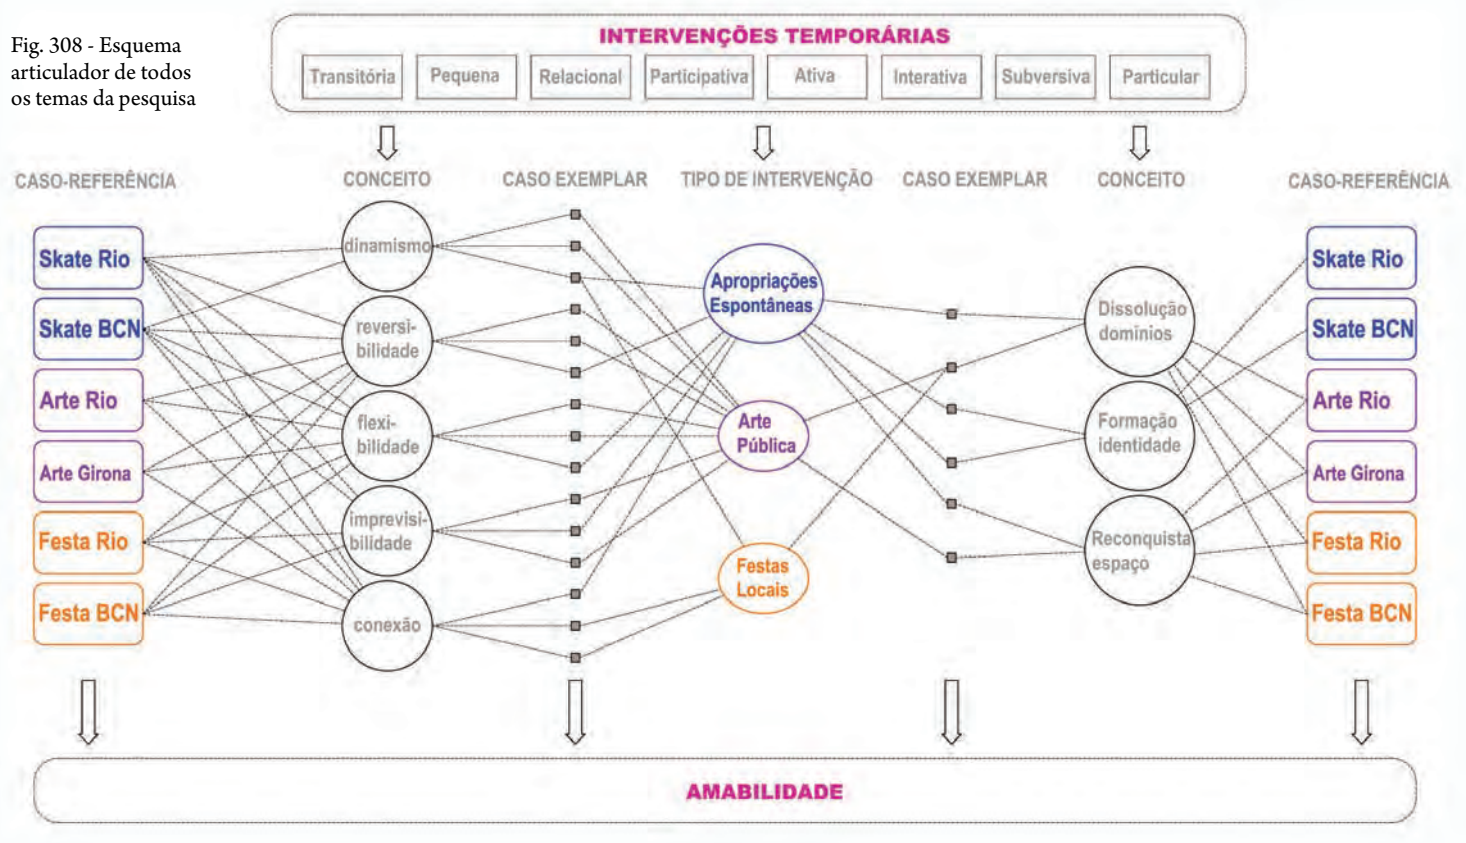 Fig. 308 - Esquema
articulador de todos
os temas da pesquisa
INTERVENÇÕES TEMPORÁRIAS
Transitória
Pequena
Relacional
Participativa
Ativa
Interativa
Subversiva
Particular
CASO-REFERÊNCIA
CONCEITO
CASO EXEMPLAR
TIPO DE INTERVENÇÃO
CASO EXEMPLAR
CONCEITO
CASO-REFERÊNCIA
Skate Rio
Skate BCN
Arte Rio
Arte Girona
Festa Rio
Festa BCN
dinamismo
reversi-
bilidade
flexi-
bilidade
imprevisi-
bilidade
conexão
Apropriações
Espontâneas
Arte
Pública
Festas
Locais
Dissolução
domínios
Formação
identidade
Reconquista
espaço
Skate Rio
Skate BCN
Arte Rio
Arte Girona
Festa Rio
Festa BCN
AMABILIDADE